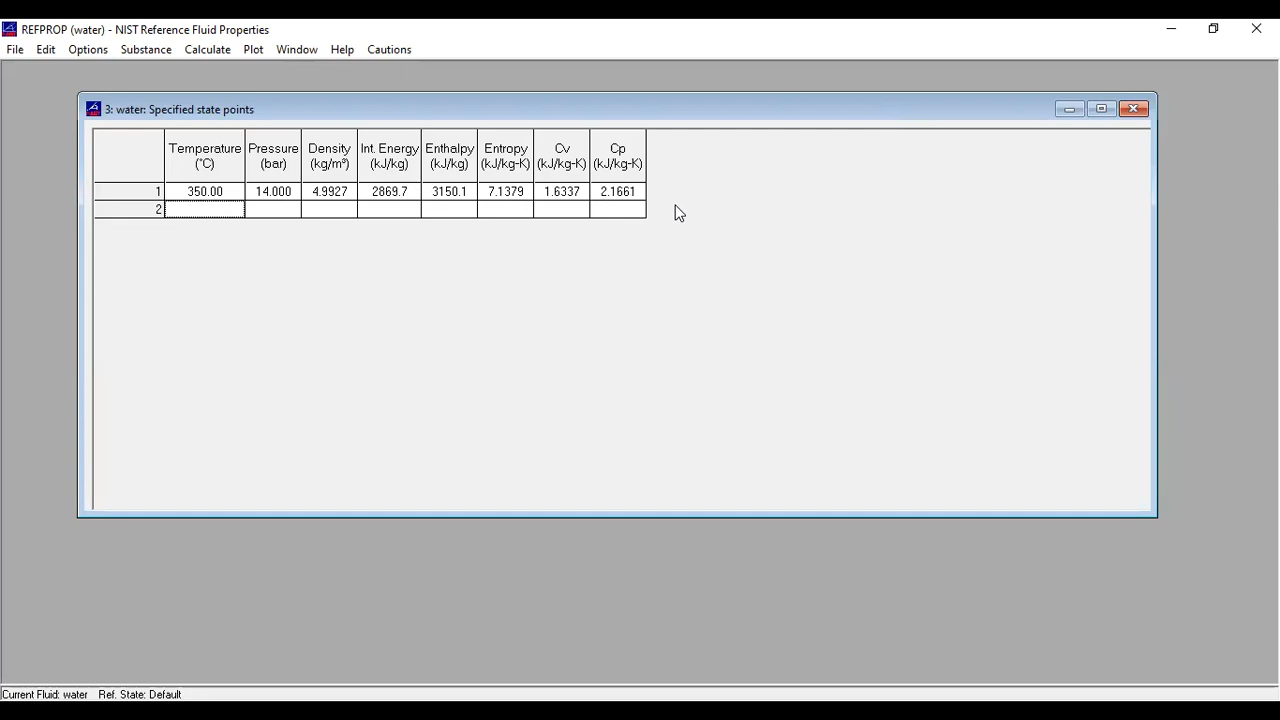 REFPROP (water) - NIST Reference Fluid Properties
File Edit Options Substance Calculate Plot Window Help Cautions
3: water: Specified state points
Temperature Pressure Density Int. Energy Enthalpy Entropy Cv Cp
(°C) (bar) (kg/m³) (kJ/kg) (kJ/kg) (kJ/kg-K) (kJ/kg-K) (kJ/kg-K)
1 350.00 14.000 4.9927 2869.7 3150.1 7.1379 1.6337 2.1661
2
Current Fluid: water Ref. State: Default